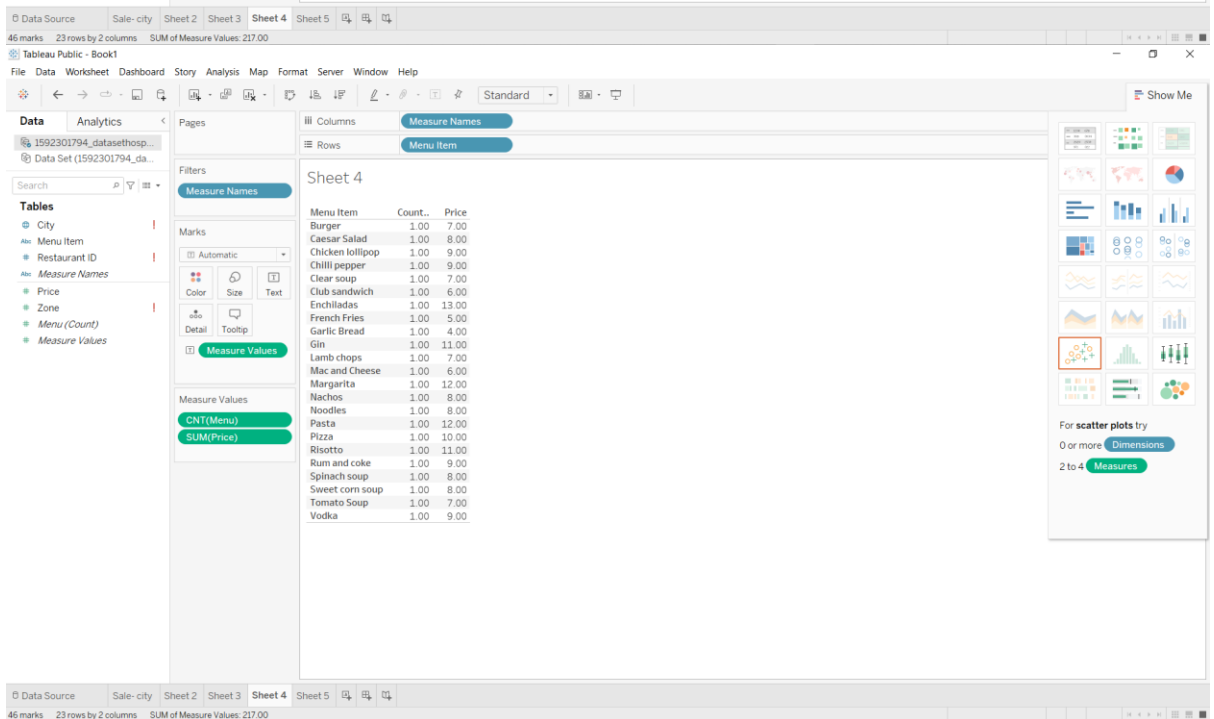 Data Source Sale- city Sheet 2 Sheet 3 Sheet 4 Sheet 5
46 marks 23 rows by 2 columns SUM of Measure Values: 217.00
Tableau Public - Book1
File Data Worksheet Dashboard Story Analysis Map Format Server Window Help
Standard Show Me
Data Analytics Pages Columns Measure Names
1592301794_datasethosp... Rows Menu Item
Data Set (1592301794_da...
Filters
Search Measure Names Sheet 4
Tables
City Menu Item Count.. Price
Abc Menu Item Marks Burger 1.00 7.00
Restaurant ID Automatic Caesar Salad 1.00 8.00
Abc Measure Names Chicken lollipop 1.00 9.00
Price Chilli pepper 1.00 9.00
Zone Color Size Text Clear soup 1.00 7.00
Menu (Count) Club sandwich 1.00 6.00
Measure Values Enchiladas 1.00 13.00
Detail Tooltip French Fries 1.00 5.00
Garlic Bread 1.00 4.00
Measure Values Gin 1.00 11.00
Lamb chops 1.00 7.00
Mac and Cheese 1.00 6.00
Margarita 1.00 12.00
Measure Values Nachos 1.00 8.00
CNT(Menu) Noodles 1.00 8.00
SUM(Price) Pasta 1.00 12.00
Pizza 1.00 10.00
Risotto 1.00 11.00
Rum and coke 1.00 9.00
Spinach soup 1.00 8.00
Sweet corn soup 1.00 8.00
Tomato Soup 1.00 7.00
Vodka 1.00 9.00
For scatter plots try
0 or more Dimensions
2 to 4 Measures
Data Source Sale- city Sheet 2 Sheet 3 Sheet 4 Sheet 5
46 marks 23 rows by 2 columns SUM of Measure Values: 217.00